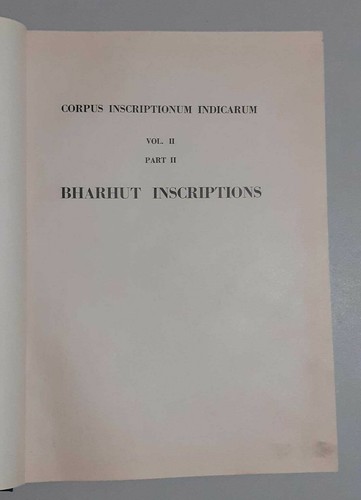 CORPUS INSCRIPTIONUM INDICARUM
VOL. II
PART II
BHARHUT INSCRIPTIONS